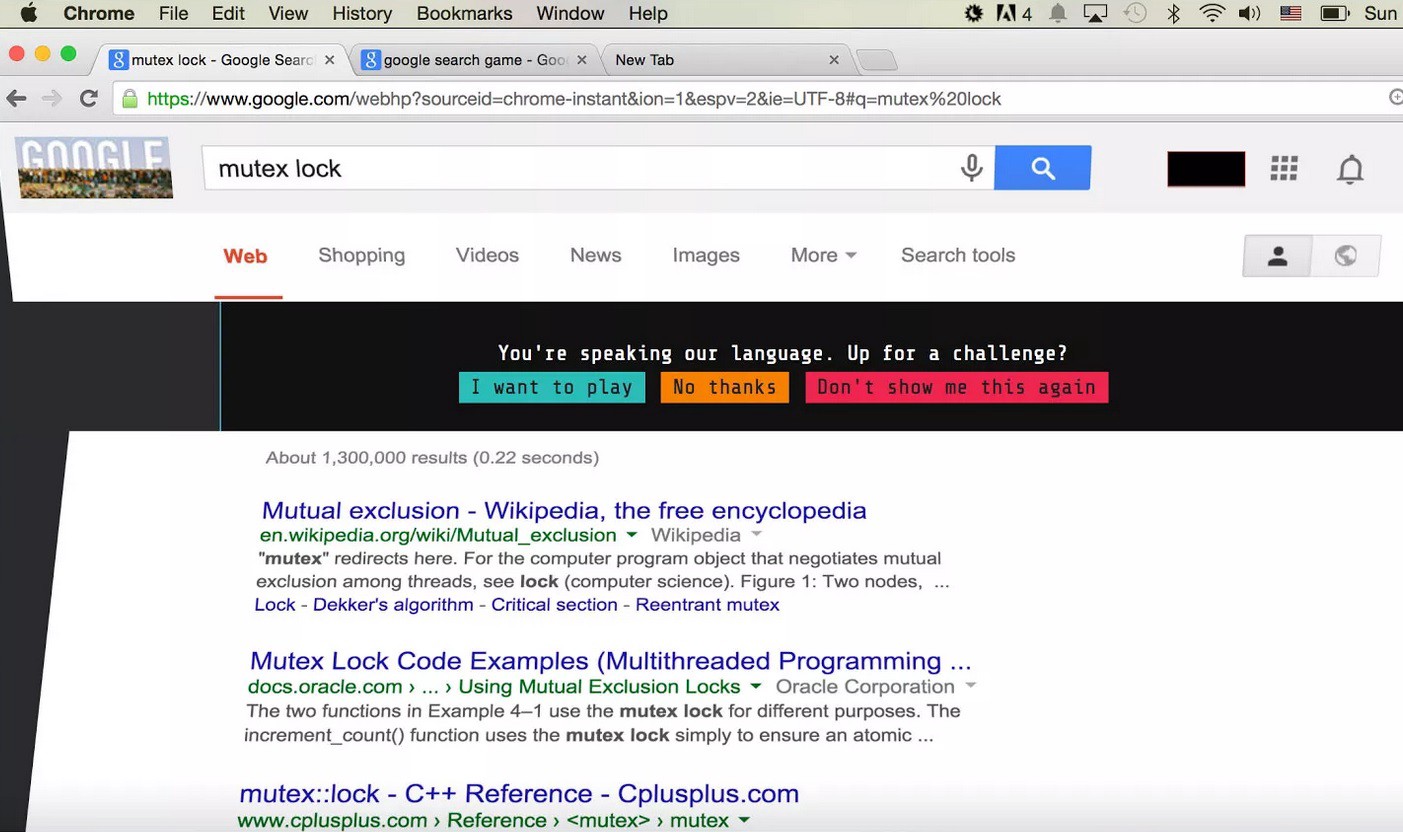 Chrome File Edit View History Bookmarks Window Help 4 Sun
mutex lock - Google Searc google search game - Goo New Tab
https://www.google.com/webhp?sourceid=chrome-instant&ion=1&espv=2&ie=UTF-8#q=mutex%20lock
GOOGLE
mutex lock
Web Shopping Videos News Images More Search tools
You're speaking our language. Up for a challenge?
I want to play No thanks Don't show me this again
About 1,300,000 results (0.22 seconds)
Mutual exclusion - Wikipedia, the free encyclopedia
en.wikipedia.org/wiki/Mutual_exclusion Wikipedia
"mutex" redirects here. For the computer program object that negotiates mutual
exclusion among threads, see lock (computer science). Figure 1: Two nodes, ...
Lock - Dekker's algorithm - Critical section - Reentrant mutex
Mutex Lock Code Examples (Multithreaded Programming ...
docs.oracle.com › ... › Using Mutual Exclusion Locks Oracle Corporation
The two functions in Example 4–1 use the mutex lock for different purposes. The
increment_count() function uses the mutex lock simply to ensure an atomic ...
mutex::lock - C++ Reference - Cplusplus.com
www.cplusplus.com › Reference › <mutex> › mutex